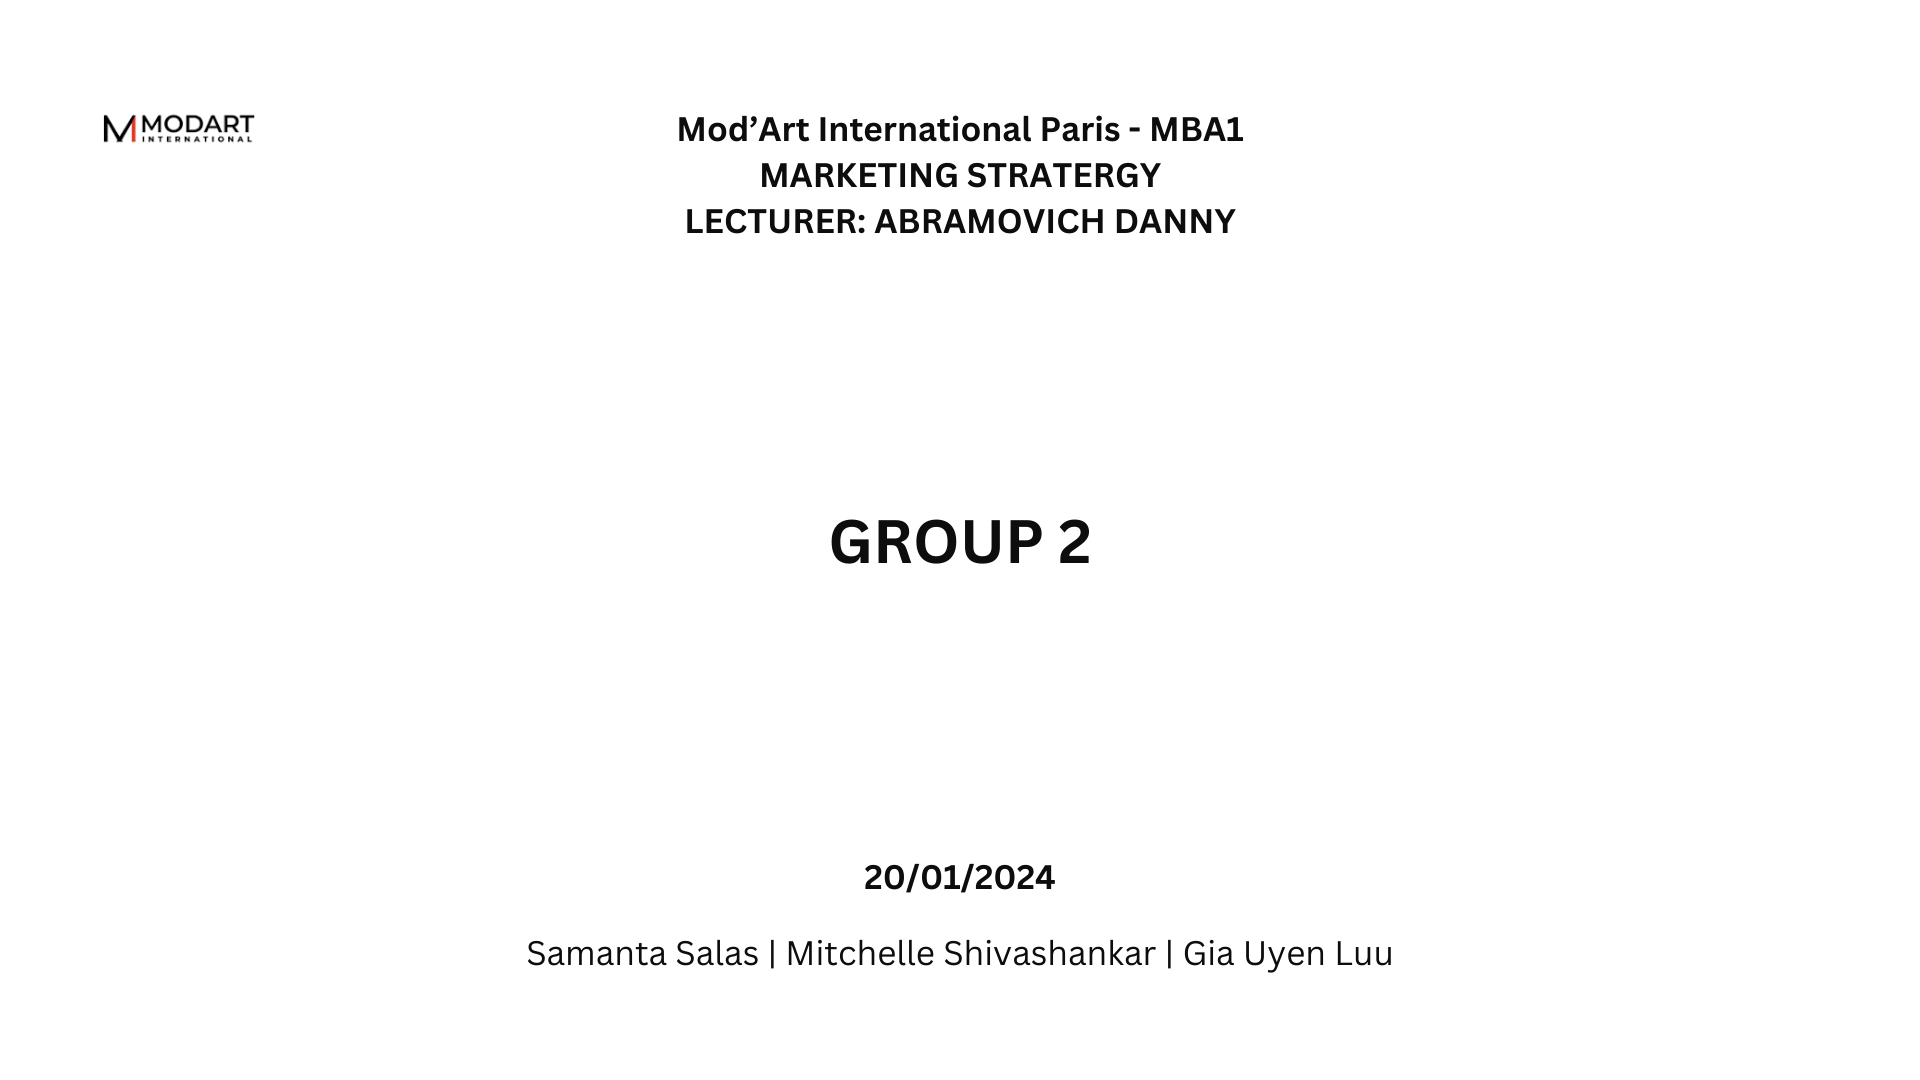 MODART
INTERNATIONAL
Mod’Art International Paris - MBA1
MARKETING STRATERGY
LECTURER: ABRAMOVICH DANNY
GROUP 2
20/01/2024
Samanta Salas | Mitchelle Shivashankar | Gia Uyen Luu